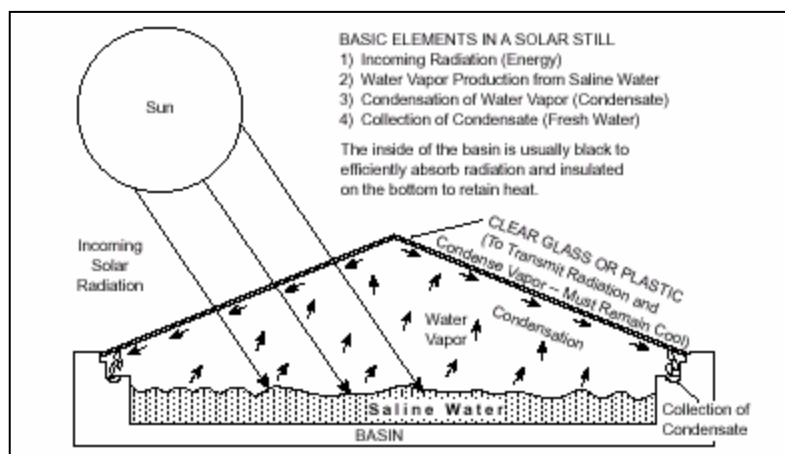 BASIC ELEMENTS IN A SOLAR STILL
1) Incoming Radiation (Energy)
2) Water Vapor Production from Saline Water
3) Condensation of Water Vapor (Condensate)
4) Collection of Condensate (Fresh Water)
The inside of the basin is usually black to
efficiently absorb radiation and insulated
on the bottom to retain heat.
Sun
Incoming
Solar
Radiation
CLEAR GLASS OR PLASTIC
(To Transmit Radiation and
Condense Vapor -- Must Remain Cool)
Water
Vapor
Condensation
Saline Water
BASIN
Collection of
Condensate